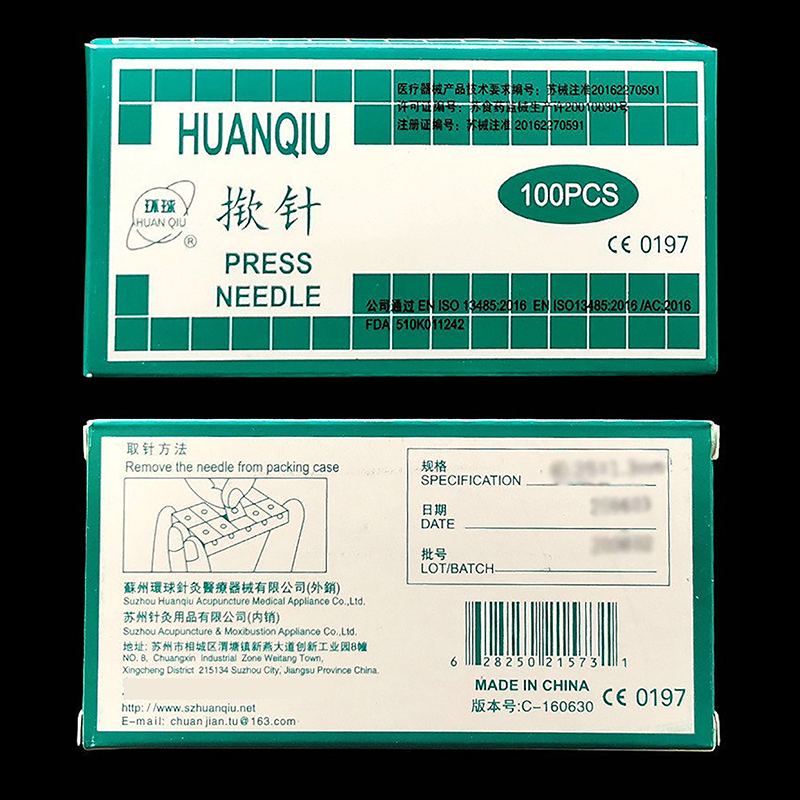 医疗器械产品技术要求编号：苏械注准20162270591
许可证编号：苏食药监械生产许20010030号
注册证编号：苏械注准 20162270591
HUANQIU
环球
HUAN QIU
®
揿针
PRESS
NEEDLE
100PCS
CE 0197
公司通过 EN ISO 13485:2016 EN ISO13485:2016 /AC:2016
FDA 510K011242
取针方法
Remove the needle from packing case
规格
SPECIFICATION
日期
DATE
批号
LOT/BATCH
蘇州環球針灸醫療器械有限公司(外銷)
Suzhou Huanqiu Acupuncture Medical Appliance Co.,Ltd.
苏州针灸用品有限公司(内销)
Suzhou Acupuncture & Moxibustion Appliance Co.,Ltd.
地址: 苏州市相城区渭塘镇新燕大道创新工业园8幢
NO. 8, Chuangxin Industrial Zone Weitang Town,
Xingcheng District 215134 Suzhou City, Jiangsu Province China.
http: / /www.szhuanqiu.net
E-mail: chuanjian.tu@163.com
6 28250 21573 1
MADE IN CHINA
版本号:C-160630
CE 0197